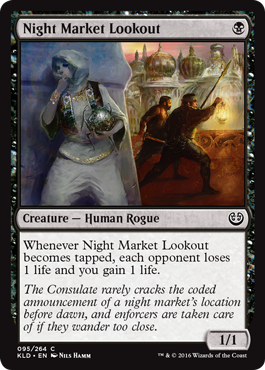 Night Market Lookout
Creature — Human Rogue
Whenever Night Market Lookout
becomes tapped, each opponent loses
1 life and you gain 1 life.
The Consulate rarely cracks the coded
announcement of a night market's location
before dawn, and enforcers are taken care
of if they wander too close.
1/1
095/264 C
KLD • EN Nils Hamm
™ & © 2016 Wizards of the Coast